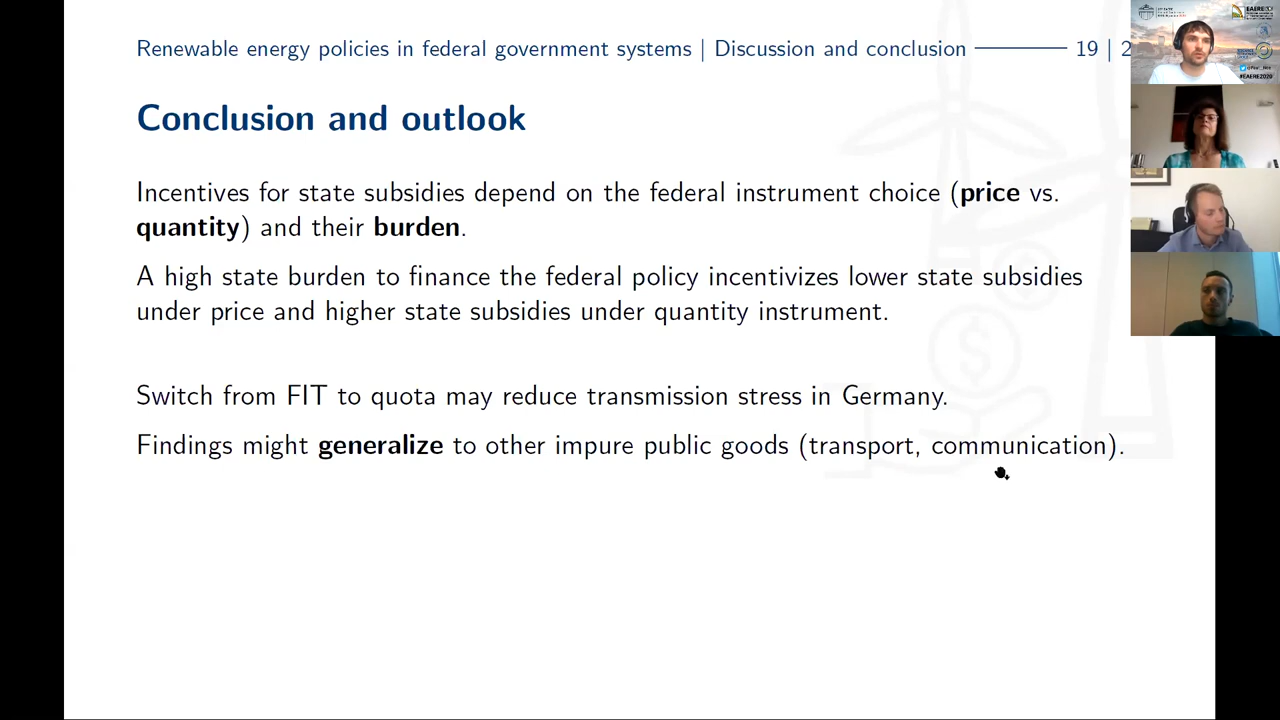 Renewable energy policies in federal government systems | Discussion and conclusion 19 | 2
Conclusion and outlook
Incentives for state subsidies depend on the federal instrument choice (price vs.
quantity) and their burden.
A high state burden to finance the federal policy incentivizes lower state subsidies
under price and higher state subsidies under quantity instrument.
Switch from FIT to quota may reduce transmission stress in Germany.
Findings might generalize to other impure public goods (transport, communication).
$
#EAERE2020